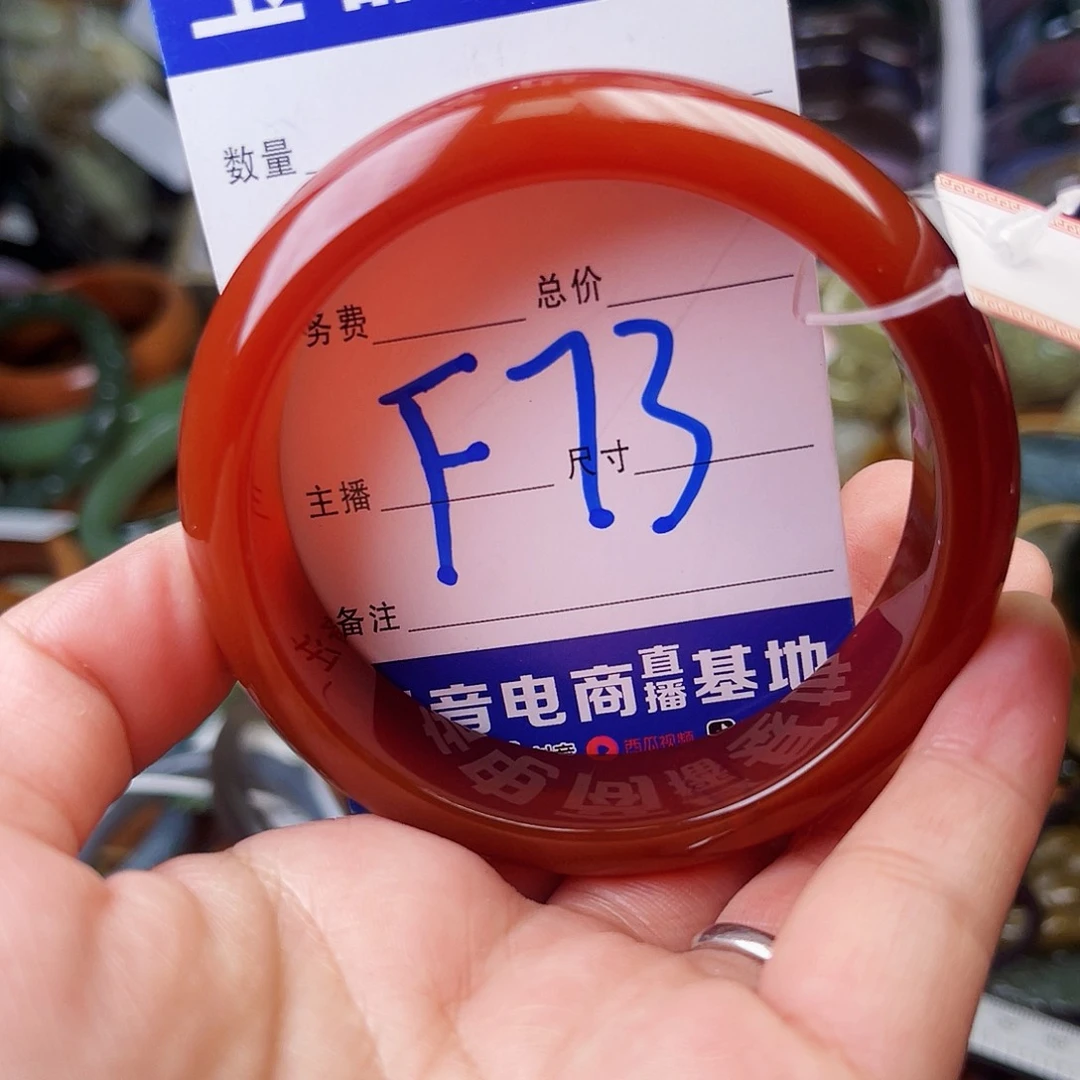 数量
务费 总价
F73
主播 尺寸
备注
音电商直播基地
西瓜视频